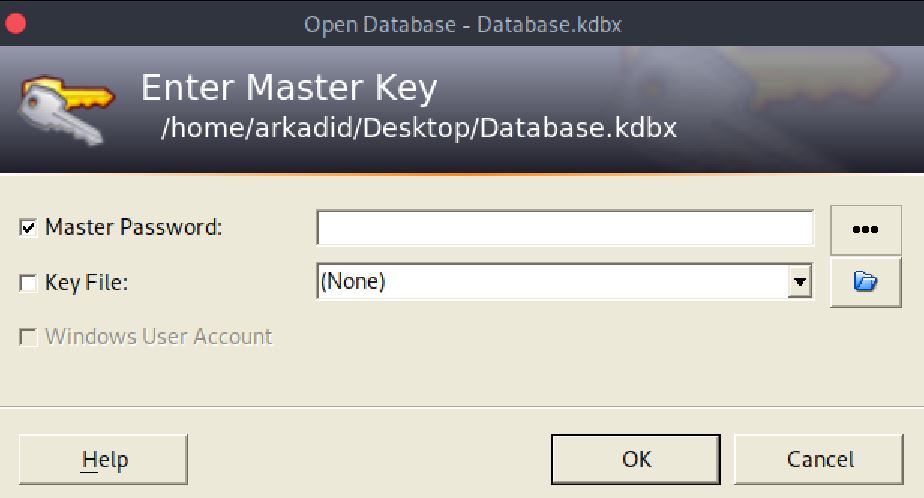 Open Database - Database.kdbx
Enter Master Key
/home/arkadid/Desktop/Database.kdbx
Master Password:
Key File: (None)
Windows User Account
Help OK Cancel